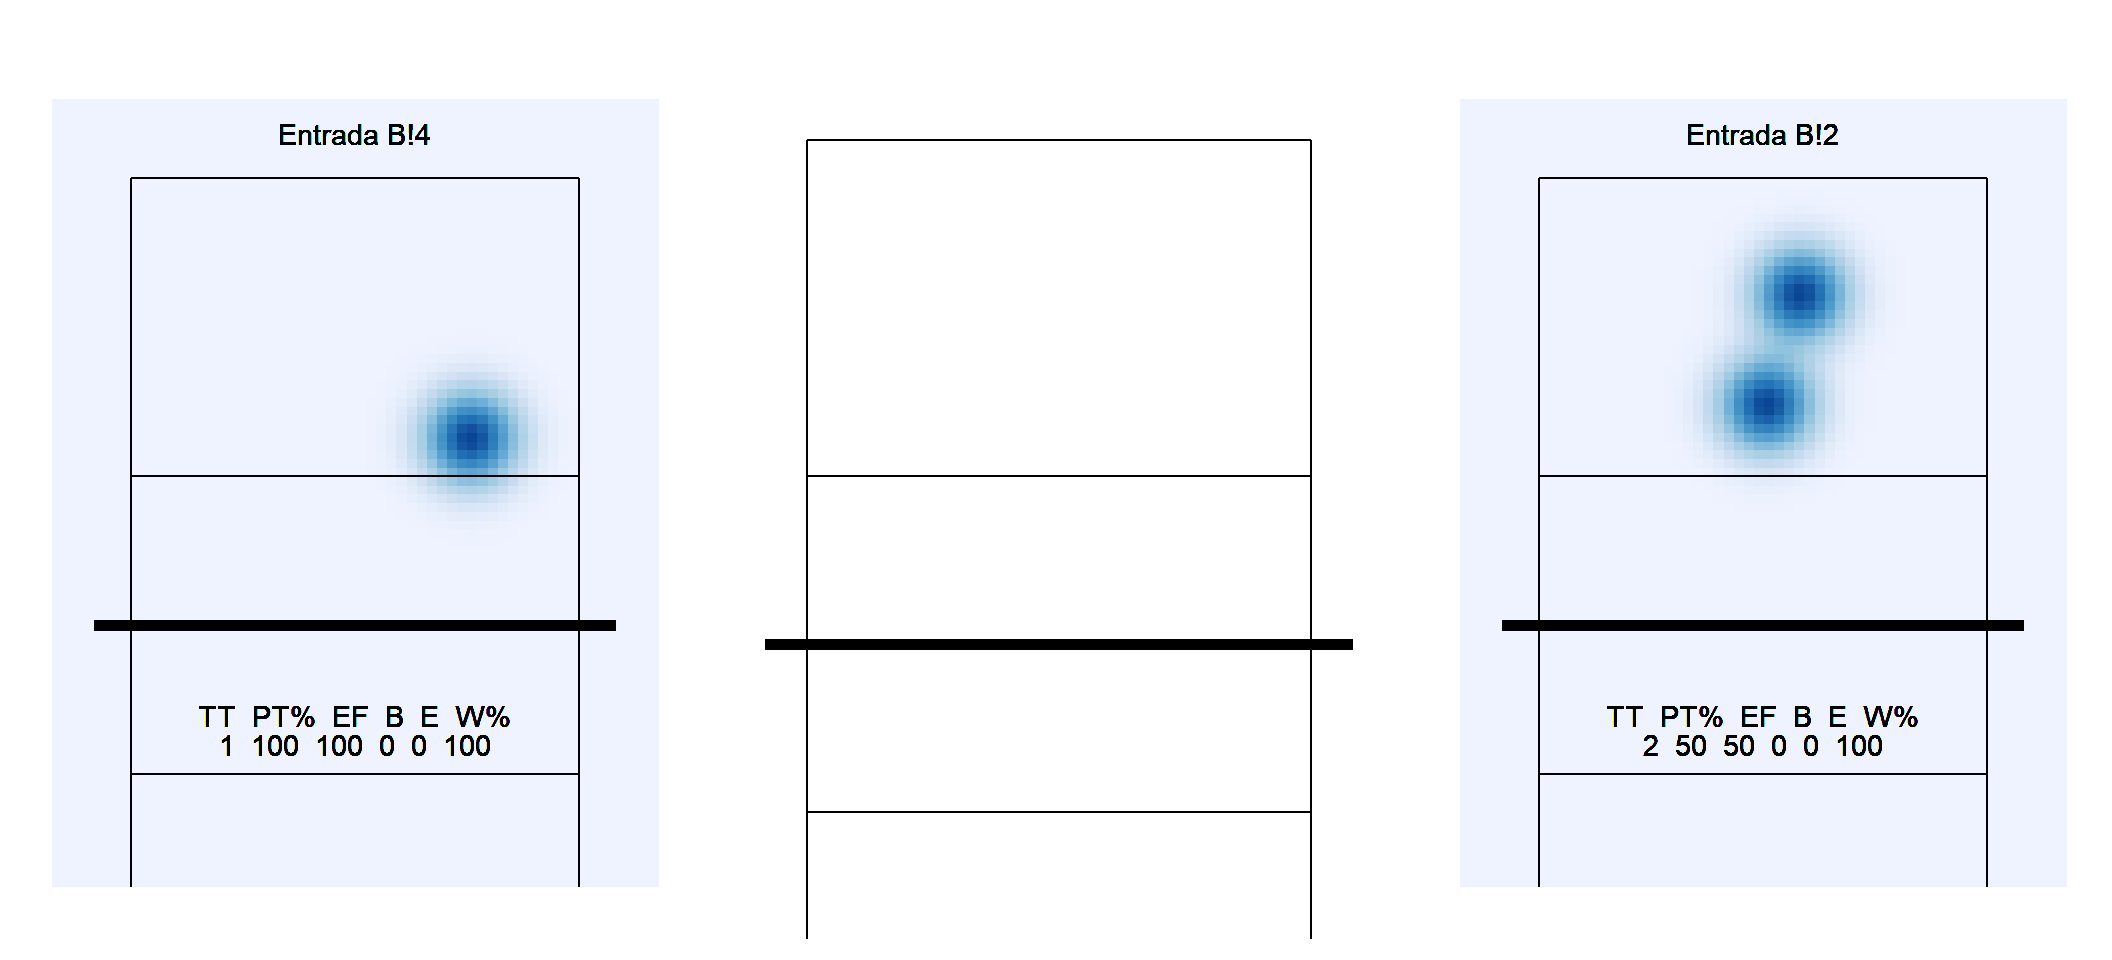 Entrada B!4
TT PT% EF B E W%
1 100 100 0 0 100
Entrada B!2
TT PT% EF B E W%
2 50 50 0 0 100